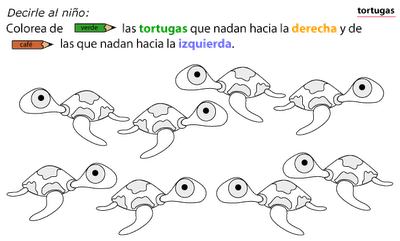 Decirle al niño:
tortugas
Colorea de verde las tortugas que nadan hacia la derecha y de
café las que nadan hacia la izquierda.